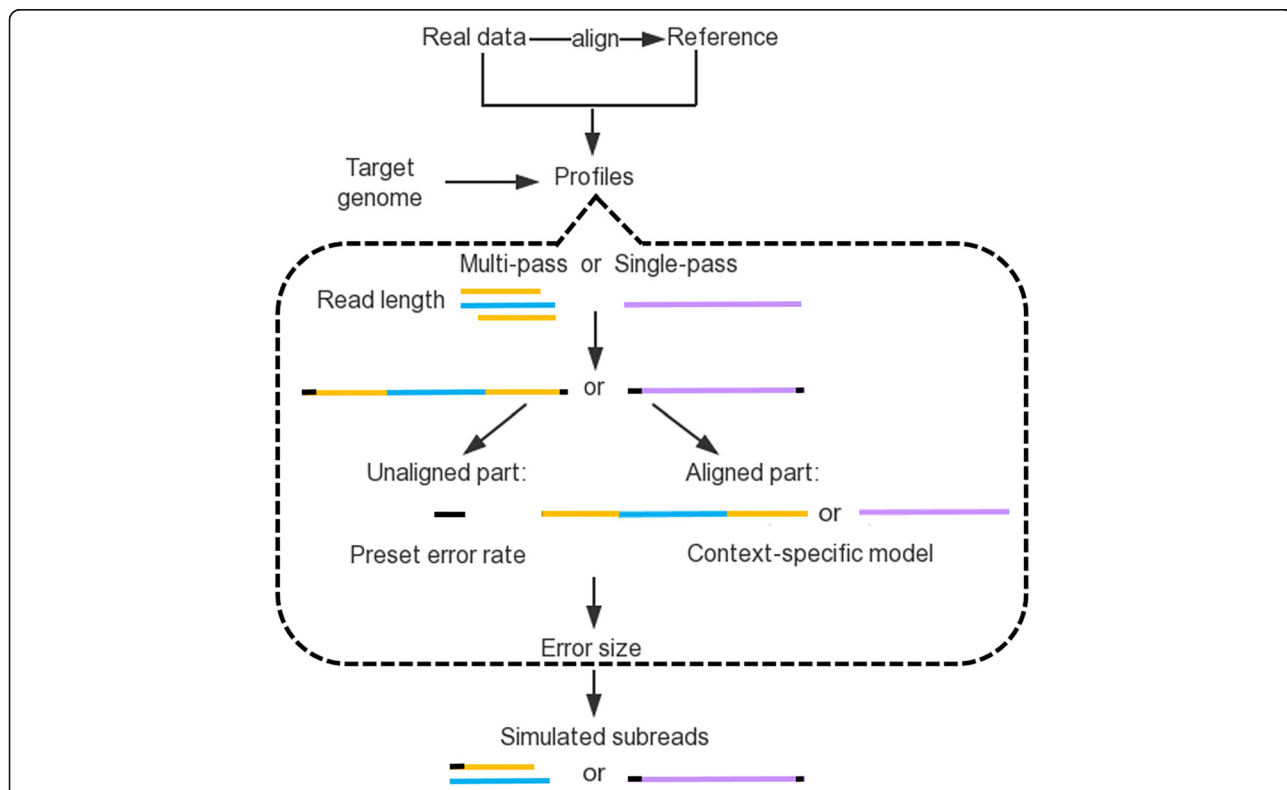 Real data align Reference
Target
genome
Profiles
Multi-pass or Single-pass
Read length
or
Unaligned part:
Aligned part:
or
Preset error rate
Context-specific model
Error size
Simulated subreads
or